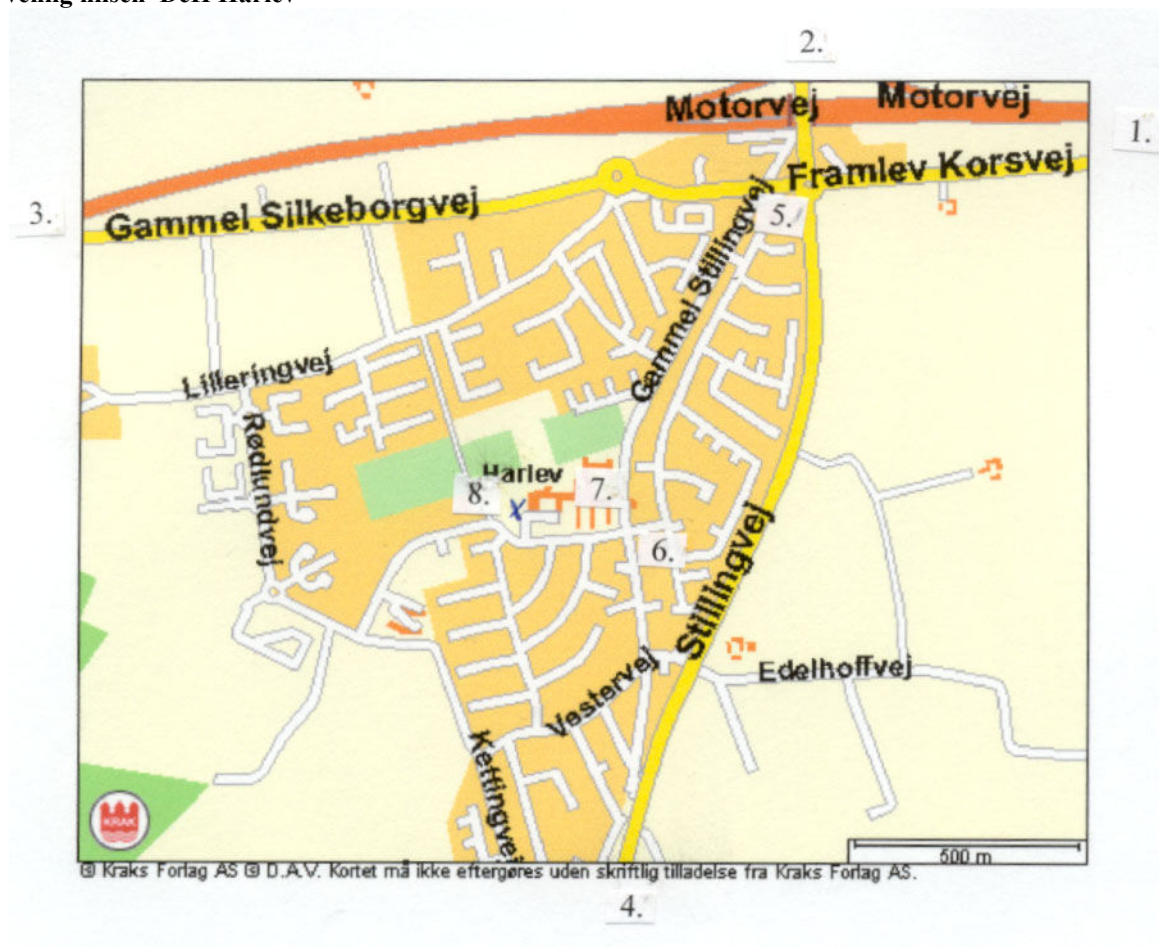 Harlev
2.
Motorvej
Motorvej
1.
Framlev Korsvej
3.
Gammel Silkeborgvej
5.
Gammel Stillingvej
Lilleringvej
Rødlundvej
Harlev
8.
X
7.
6.
Stillingvej
Edelhoffvej
Vestervej
Kettingvej
KRAK
500 m
© Kraks Forlag AS © D.A.V. Kortet må ikke eftergøres uden skriftlig tilladelse fra Kraks Forlag AS.
4.